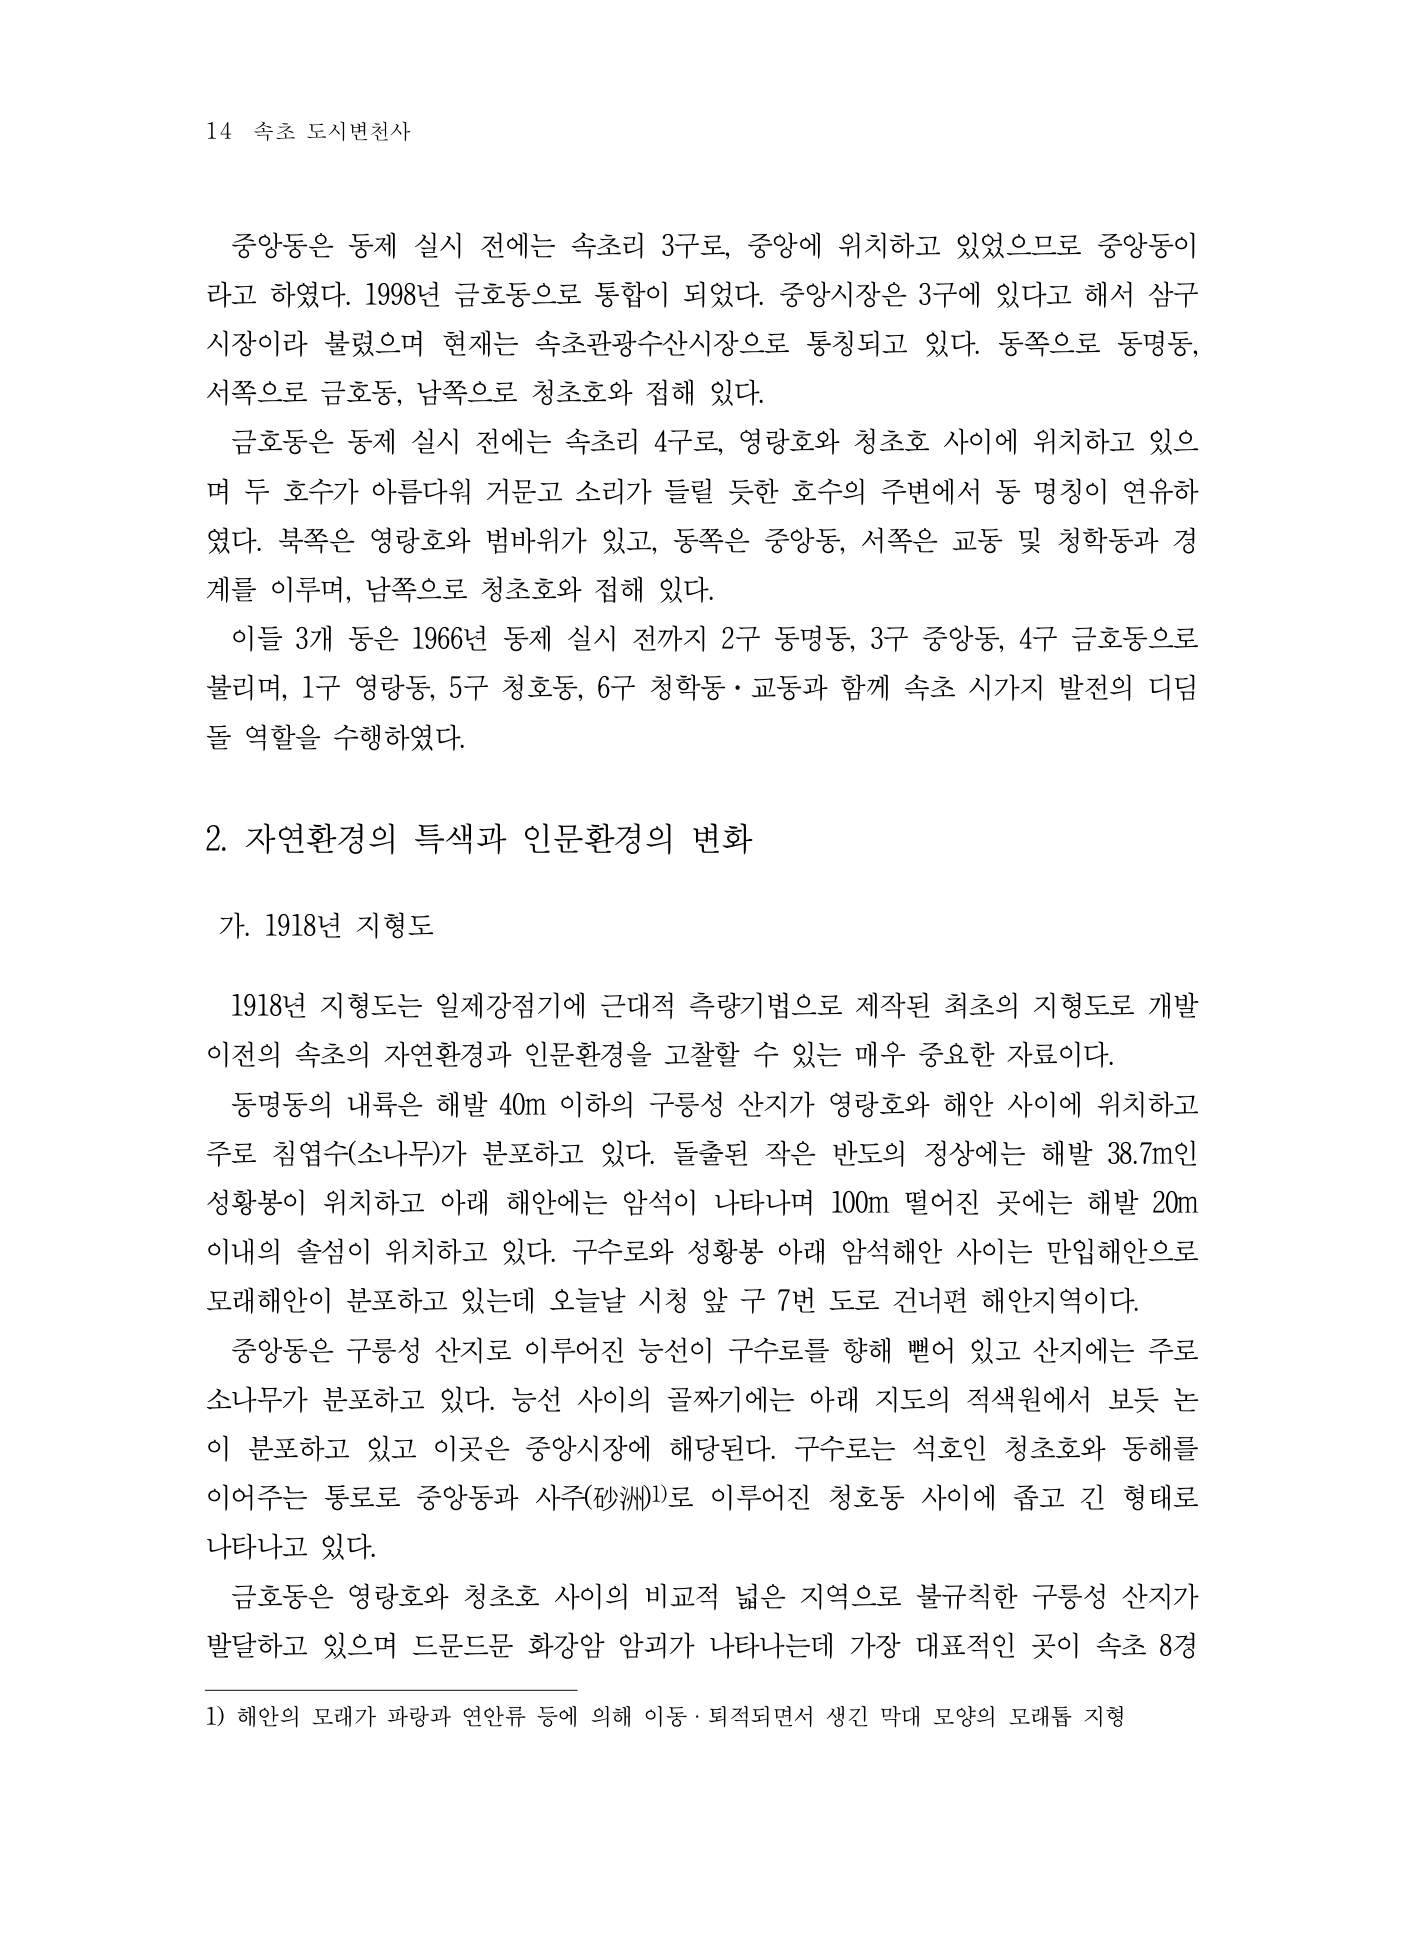 14 속초 도시변천사
중앙동은 동제 실시 전에는 속초리 3구로, 중앙에 위치하고 있었으므로 중앙동이
라고 하였다. 1998년 금호동으로 통합이 되었다. 중앙시장은 3구에 있다고 해서 삼구
시장이라 불렸으며 현재는 속초관광수산시장으로 통칭되고 있다. 동쪽으로 동명동,
서쪽으로 금호동, 남쪽으로 청초호와 접해 있다.
금호동은 동제 실시 전에는 속초리 4구로, 영랑호와 청초호 사이에 위치하고 있으
며 두 호수가 아름다워 거문고 소리가 들릴 듯한 호수의 주변에서 동 명칭이 연유하
였다. 북쪽은 영랑호와 범바위가 있고, 동쪽은 중앙동, 서쪽은 교동 및 청학동과 경
계를 이루며, 남쪽으로 청초호와 접해 있다.
이들 3개 동은 1966년 동제 실시 전까지 2구 동명동, 3구 중앙동, 4구 금호동으로
불리며, 1구 영랑동, 5구 청호동, 6구 청학동・교동과 함께 속초 시가지 발전의 디딤
돌 역할을 수행하였다.
2. 자연환경의 특색과 인문환경의 변화
가. 1918년 지형도
1918년 지형도는 일제강점기에 근대적 측량기법으로 제작된 최초의 지형도로 개발
이전의 속초의 자연환경과 인문환경을 고찰할 수 있는 매우 중요한 자료이다.
동명동의 내륙은 해발 40m 이하의 구릉성 산지가 영랑호와 해안 사이에 위치하고
주로 침엽수(소나무)가 분포하고 있다. 돌출된 작은 반도의 정상에는 해발 38.7m인
성황봉이 위치하고 아래 해안에는 암석이 나타나며 100m 떨어진 곳에는 해발 20m
이내의 솔섬이 위치하고 있다. 구수로와 성황봉 아래 암석해안 사이는 만입해안으로
모래해안이 분포하고 있는데 오늘날 시청 앞 구 7번 도로 건너편 해안지역이다.
중앙동은 구릉성 산지로 이루어진 능선이 구수로를 향해 뻗어 있고 산지에는 주로
소나무가 분포하고 있다. 능선 사이의 골짜기에는 아래 지도의 적색원에서 보듯 논
이 분포하고 있고 이곳은 중앙시장에 해당된다. 구수로는 석호인 청초호와 동해를
이어주는 통로로 중앙동과 사주(砂洲)1)로 이루어진 청호동 사이에 좁고 긴 형태로
나타나고 있다.
금호동은 영랑호와 청초호 사이의 비교적 넓은 지역으로 불규칙한 구릉성 산지가
발달하고 있으며 드문드문 화강암 암괴가 나타나는데 가장 대표적인 곳이 속초 8경
1) 해안의 모래가 파랑과 연안류 등에 의해 이동·퇴적되면서 생긴 막대 모양의 모래톱 지형